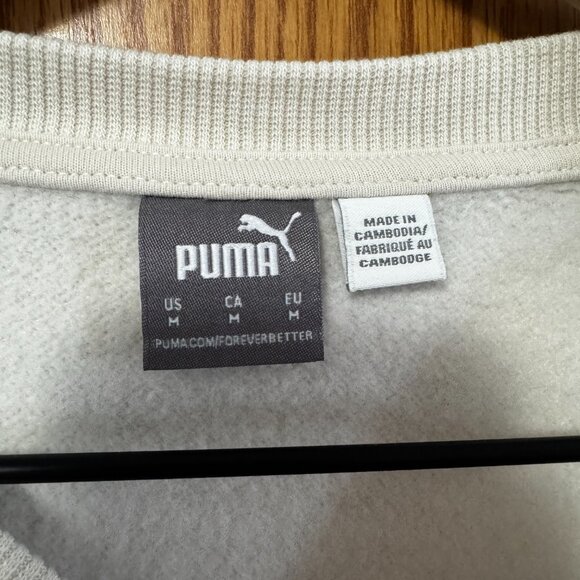 PUMA
US CA EU
M M M
PUMA.COM/FOREVERBETTER
MADE IN
CAMBODIA/
FABRIQUÉ AU
CAMBODGE